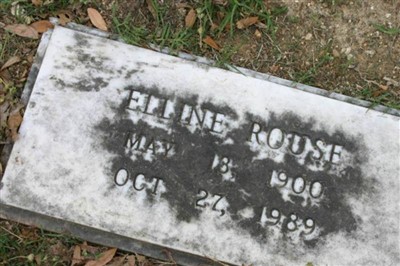 ELLINE ROUSE
MAY 18, 1900
OCT 27, 1989